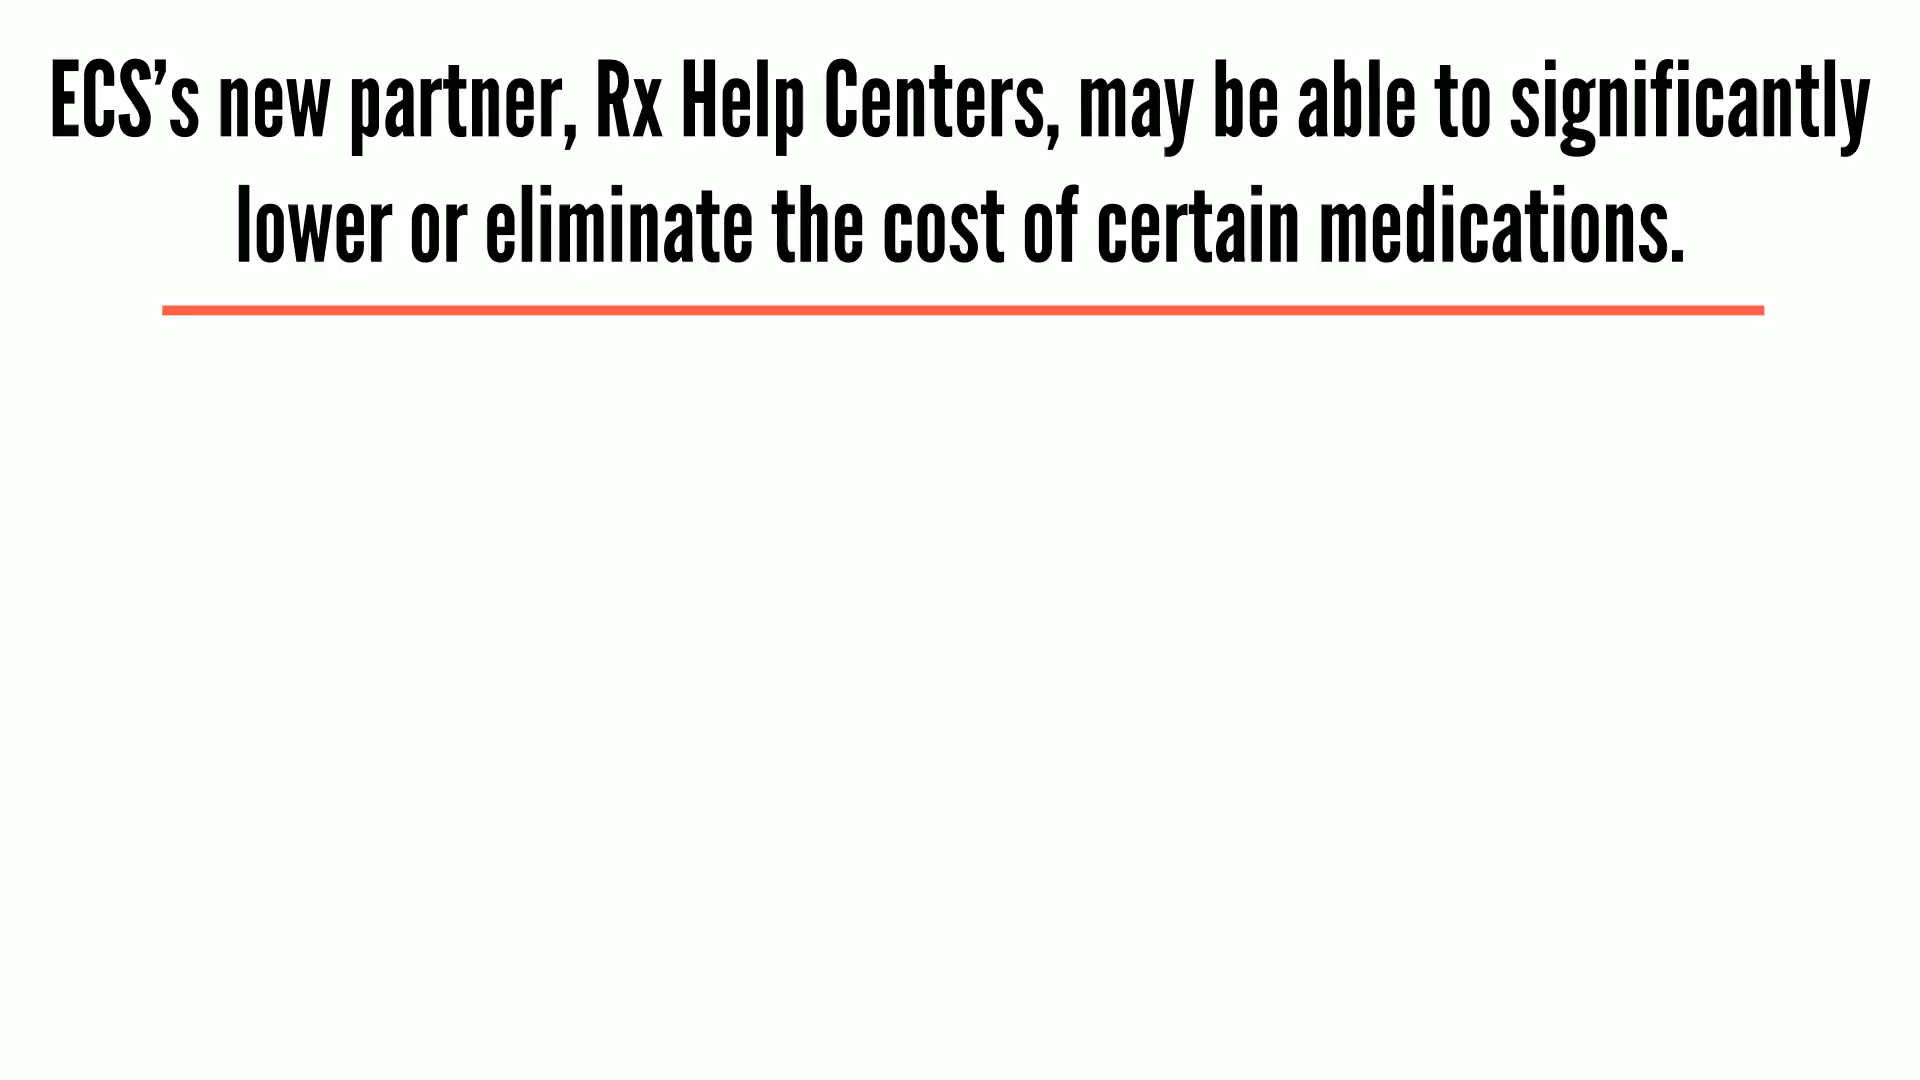 ECS’s new partner, Rx Help Centers, may be able to significantly
lower or eliminate the cost of certain medications.